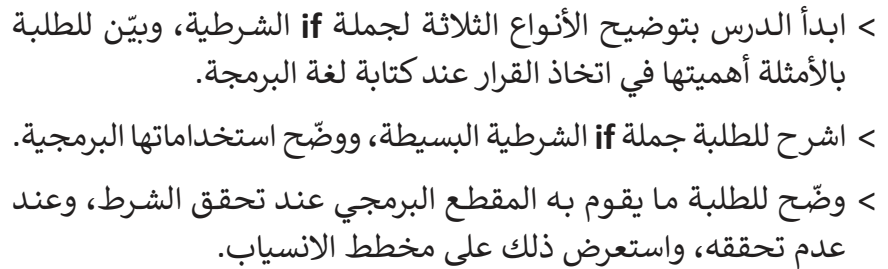 > ابدأ الدرس بتوضيح الأنواع الثلاثة لجملة if الشرطية، وبيّن للطلبة
بالأمثلة أهميتها في اتخاذ القرار عند كتابة لغة البرمجة.
> اشرح للطلبة جملة if الشرطية البسيطة، ووضّح استخداماتها البرمجية.
> وضّح للطلبة ما يقوم به المقطع البرمجي عند تحقق الشرط، وعند
عدم تحققه، واستعرض ذلك على مخطط الانسياب.